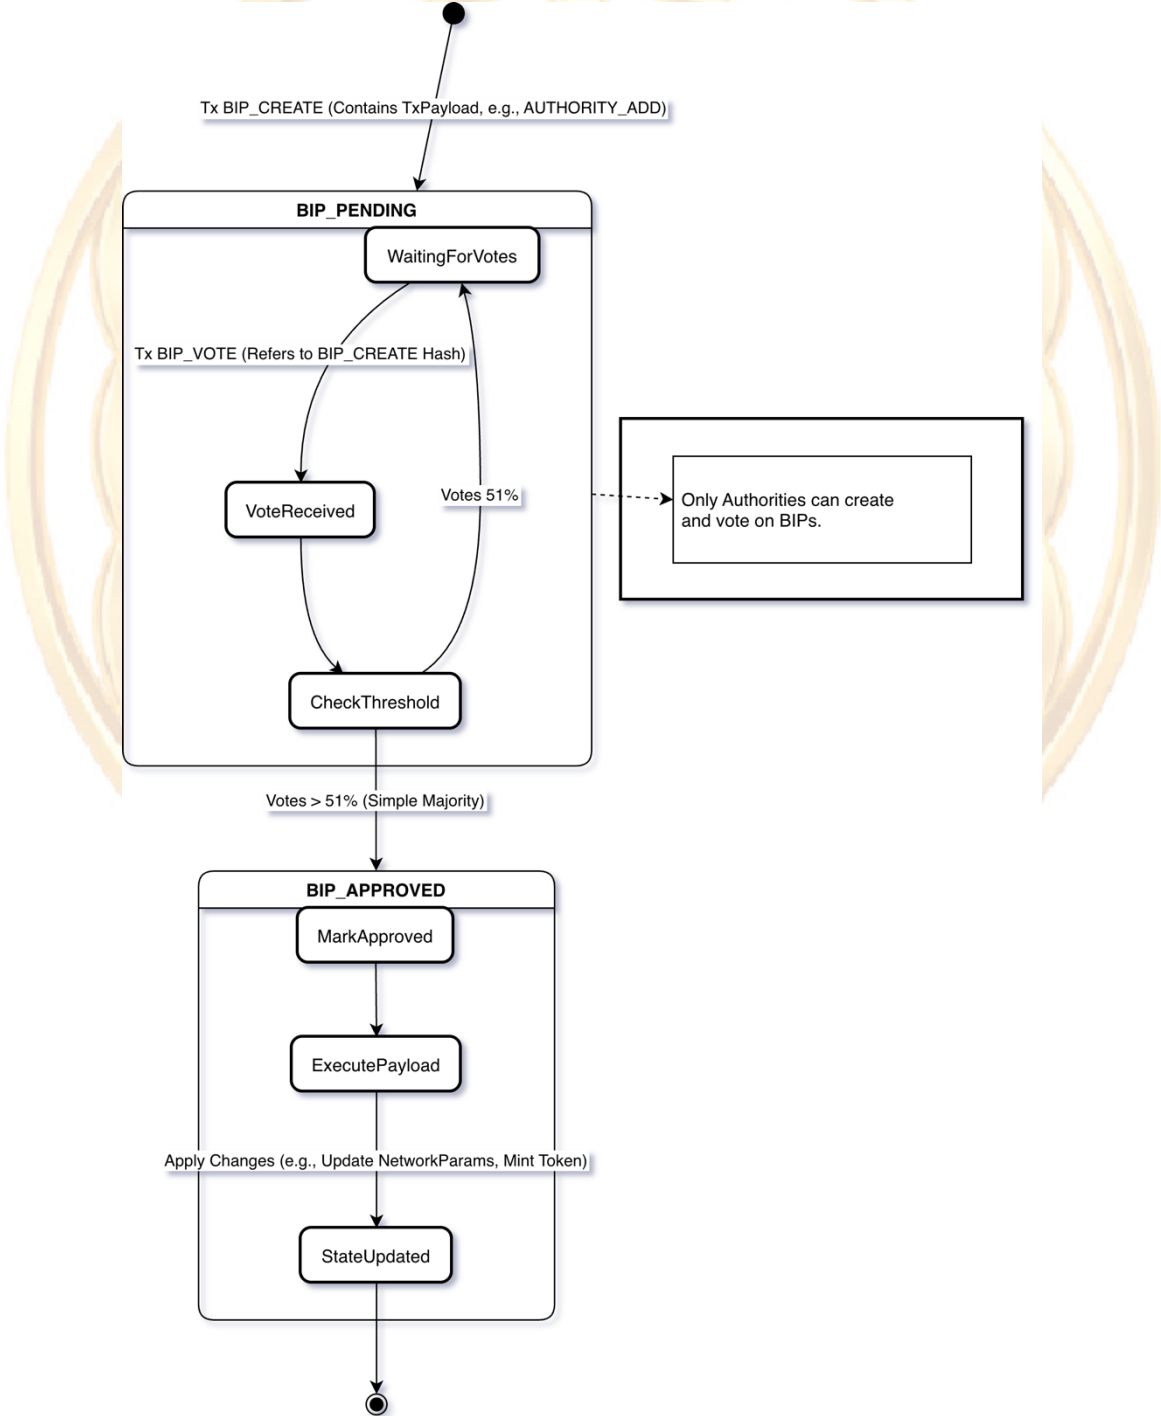 Tx BIP_CREATE (Contains TxPayload, e.g., AUTHORITY_ADD)
BIP_PENDING
WaitingForVotes
Tx BIP_VOTE (Refers to BIP_CREATE Hash)
Votes 51%
VoteReceived
Only Authorities can create
and vote on BIPs.
CheckThreshold
Votes > 51% (Simple Majority)
BIP_APPROVED
MarkApproved
ExecutePayload
Apply Changes (e.g., Update NetworkParams, Mint Token)
StateUpdated